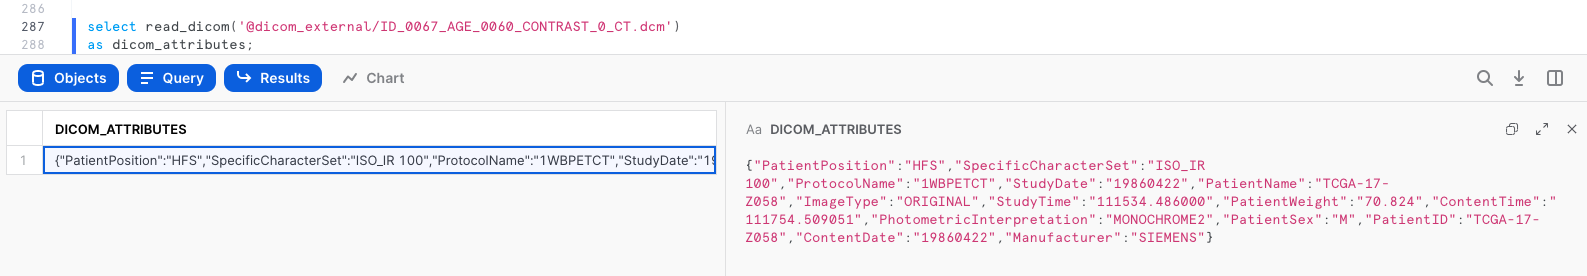 286
287 select read_dicom('@dicom_external/ID_0067_AGE_0060_CONTRAST_0_CT.dcm')
288 as dicom_attributes;
Objects Query Results Chart
DICOM_ATTRIBUTES
1 {"PatientPosition":"HFS","SpecificCharacterSet":"ISO_IR 100","ProtocolName":"1WBPETCT","StudyDate":"19
Aa DICOM_ATTRIBUTES
{"PatientPosition":"HFS","SpecificCharacterSet":"ISO_IR
100","ProtocolName":"1WBPETCT","StudyDate":"19860422","PatientName":"TCGA-17-
Z058","ImageType":"ORIGINAL","StudyTime":"111534.486000","PatientWeight":"70.824","ContentTime":"
111754.509051","PhotometricInterpretation":"MONOCHROME2","PatientSex":"M","PatientID":"TCGA-17-
Z058","ContentDate":"19860422","Manufacturer":"SIEMENS"}